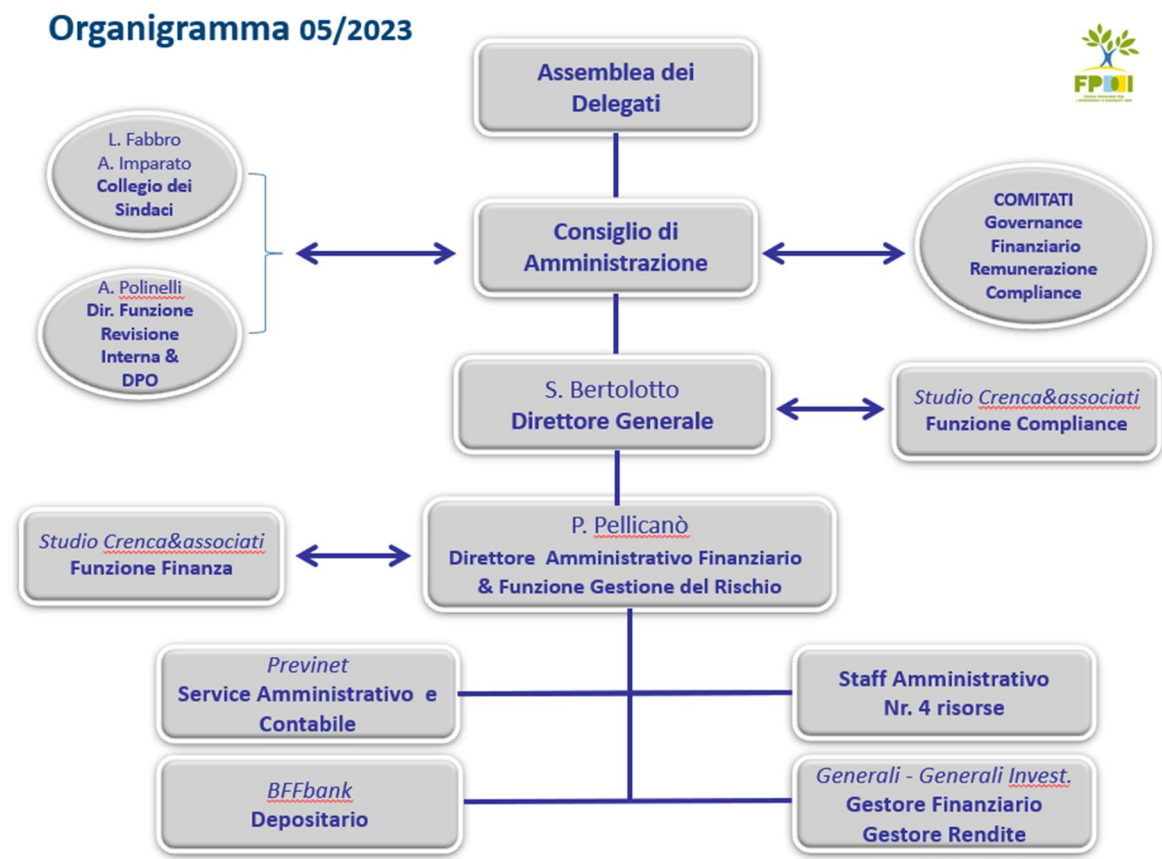 Organigramma 05/2023
Assemblea dei
Delegati
FPDDI
L. Fabbro
A. Imparato
Collegio dei
Sindaci
Consiglio di
Amministrazione
COMITATI
Governance
Finanziario
Remunerazione
Compliance
A. Polinelli
Dir. Funzione
Revisione
Interna &
DPO
S. Bertolotto
Direttore Generale
Studio Crenca&associati
Funzione Compliance
P. Pellicanò
Direttore Amministrativo Finanziario
& Funzione Gestione del Rischio
Studio Crenca&associati
Funzione Finanza
Previnet
Service Amministrativo e
Contabile
Staff Amministrativo
Nr. 4 risorse
BFFbank
Depositario
Generali - Generali Invest.
Gestore Finanziario
Gestore Rendite